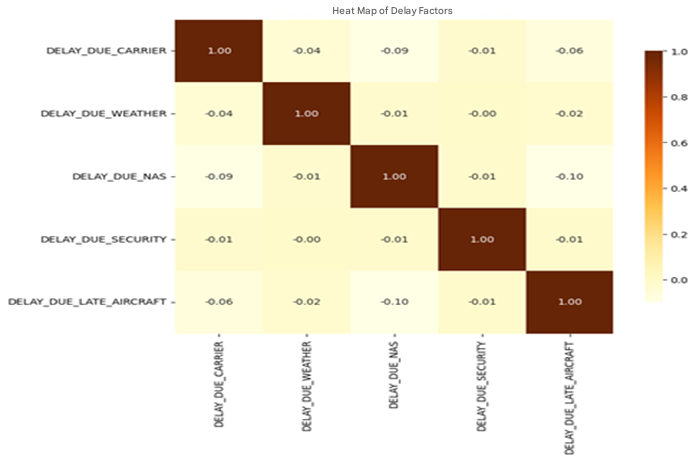 Heat Map of Delay Factors
DELAY_DUE_CARRIER 1.00 -0.04 -0.09 -0.01 -0.06
DELAY_DUE_WEATHER -0.04 1.00 -0.01 -0.00 -0.02
DELAY_DUE_NAS -0.09 -0.01 1.00 -0.01 -0.10
DELAY_DUE_SECURITY -0.01 -0.00 -0.01 1.00 -0.01
DELAY_DUE_LATE_AIRCRAFT -0.06 -0.02 -0.10 -0.01 1.00
DELAY_DUE_CARRIER
DELAY_DUE_WEATHER
DELAY_DUE_NAS
DELAY_DUE_SECURITY
DELAY_DUE_LATE_AIRCRAFT
1.0
0.8
0.6
0.4
0.2
0.0